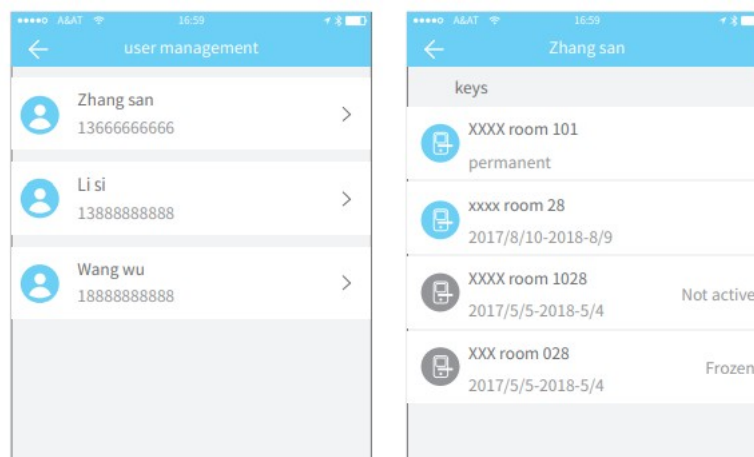 A&AT 16:59
user management
Zhang san
13666666666
Li si
13888888888
Wang wu
18888888888
A&AT 16:59
Zhang san
keys
XXXX room 101
permanent
xxxx room 28
2017/8/10-2018-8/9
XXXX room 1028
Not active
2017/5/5-2018-5/4
XXX room 028
Frozen
2017/5/5-2018-5/4